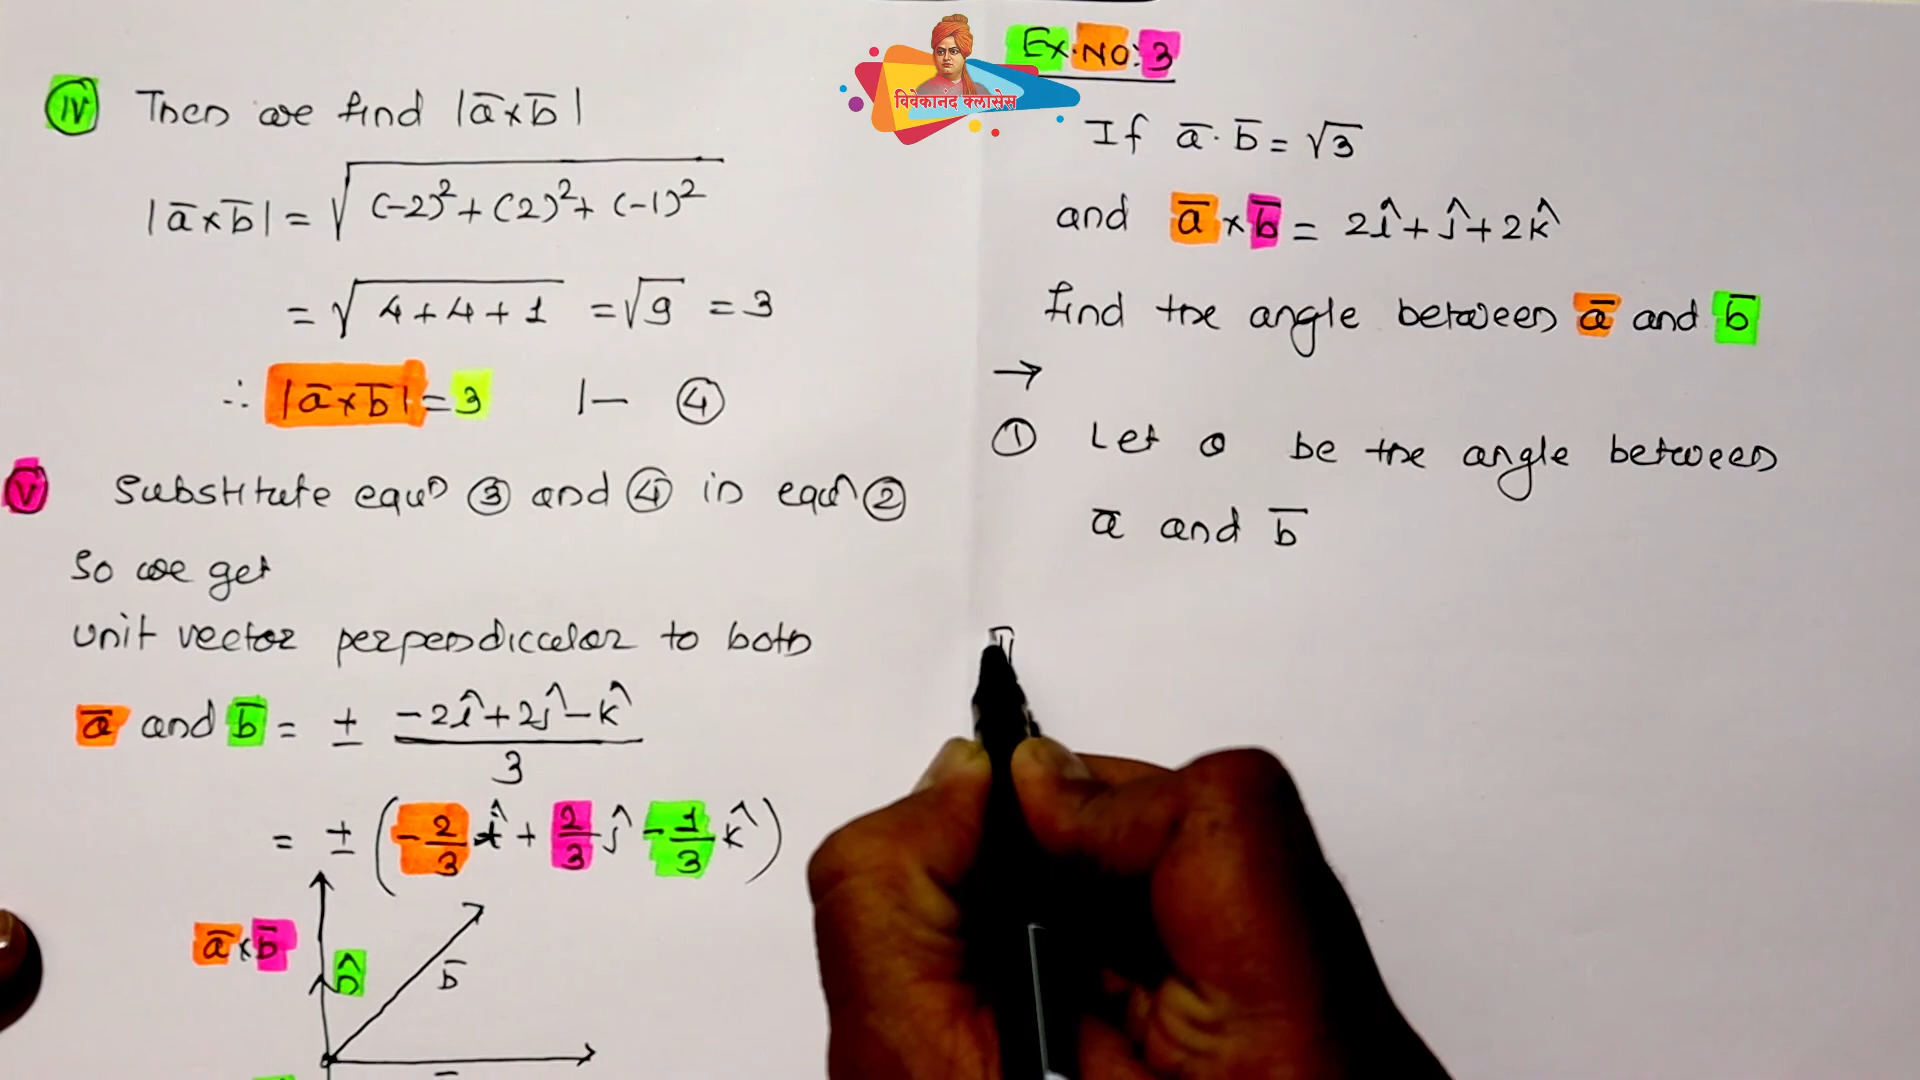 (IV) Then we find |a̅×b̅|
|a̅×b̅| = √(-2)²+(2)²+(-1)²
= √4+4+1 = √9 = 3
∴ |a̅×b̅| = 3 |— ④
(V) Substitute equⁿ ③ and ④ in equⁿ ②
So we get
unit vector perpendicular to both
a̅ and b̅ = ± (-2î+2ĵ-k̂)/3
= ± (-2/3 î + 2/3 ĵ - 1/3 k̂)
a̅×b̅
n̂
b̅
विवेकानंद क्लासेस
Ex. NO: 3
If a̅·b̅ = √3
and a̅×b̅ = 2î+ĵ+2k̂
find the angle between a̅ and b̅
→
① Let θ be the angle between
a̅ and b̅